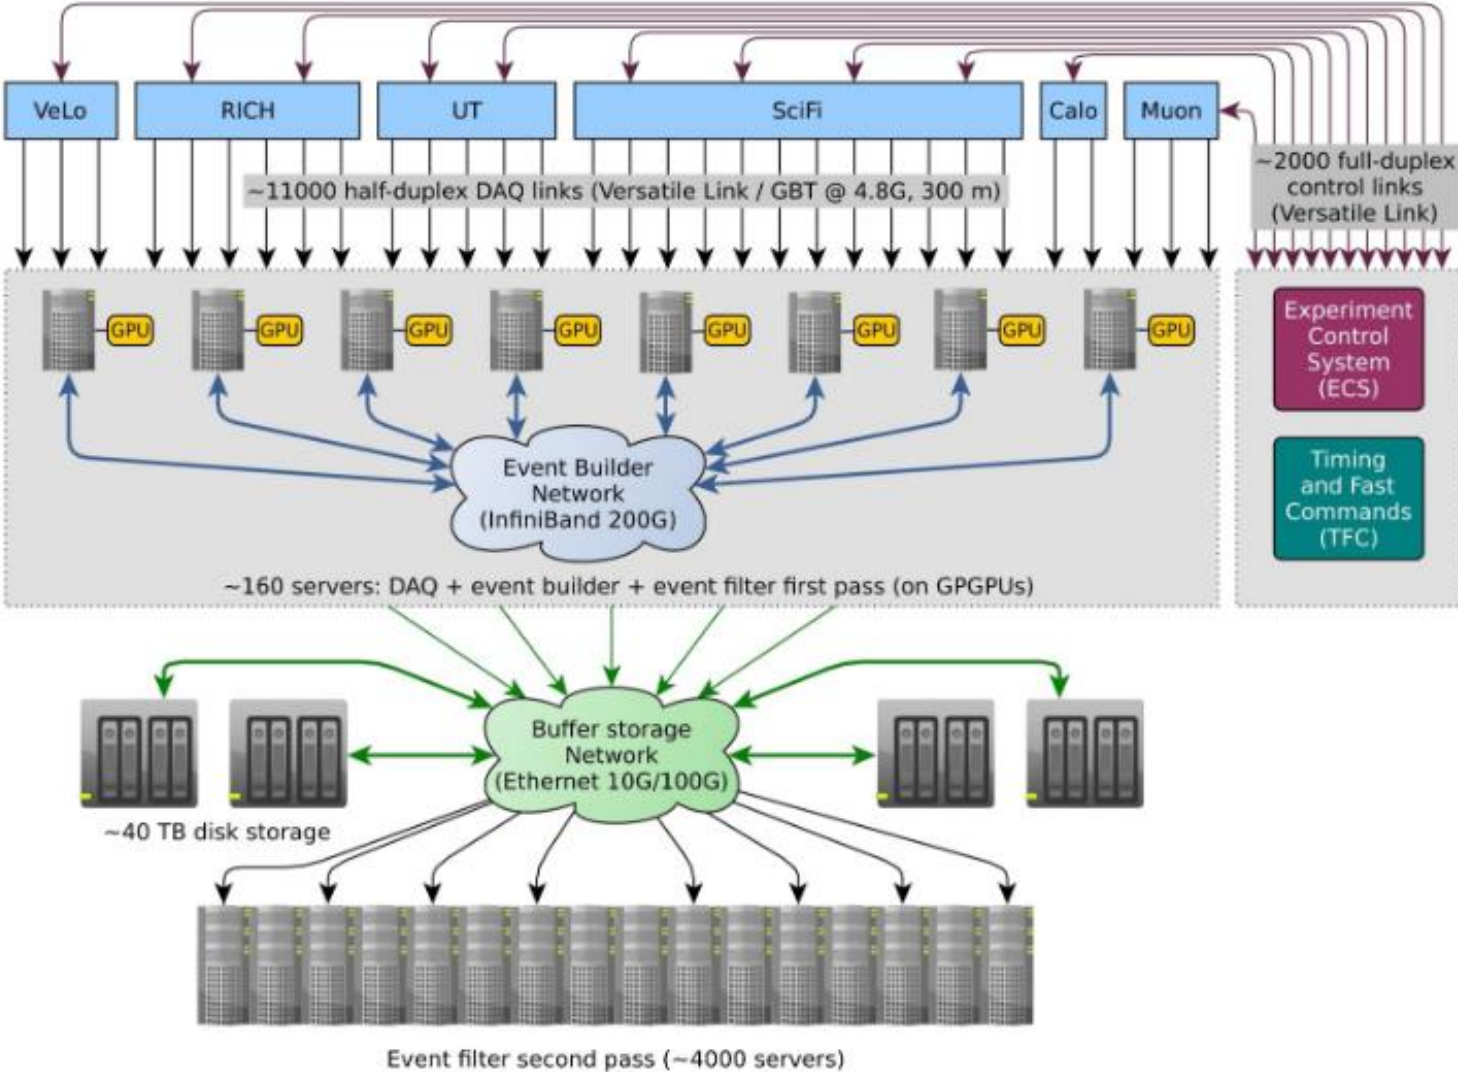 VeLo
RICH
UT
SciFi
Calo
Muon
~11000 half-duplex DAQ links (Versatile Link / GBT @ 4.8G, 300 m)
~2000 full-duplex
control links
(Versatile Link)
GPU
GPU
GPU
GPU
GPU
GPU
GPU
GPU
Experiment
Control
System
(ECS)
Timing
and Fast
Commands
(TFC)
Event Builder
Network
(InfiniBand 200G)
~160 servers: DAQ + event builder + event filter first pass (on GPGPUs)
Buffer storage
Network
(Ethernet 10G/100G)
~40 TB disk storage
Event filter second pass (~4000 servers)